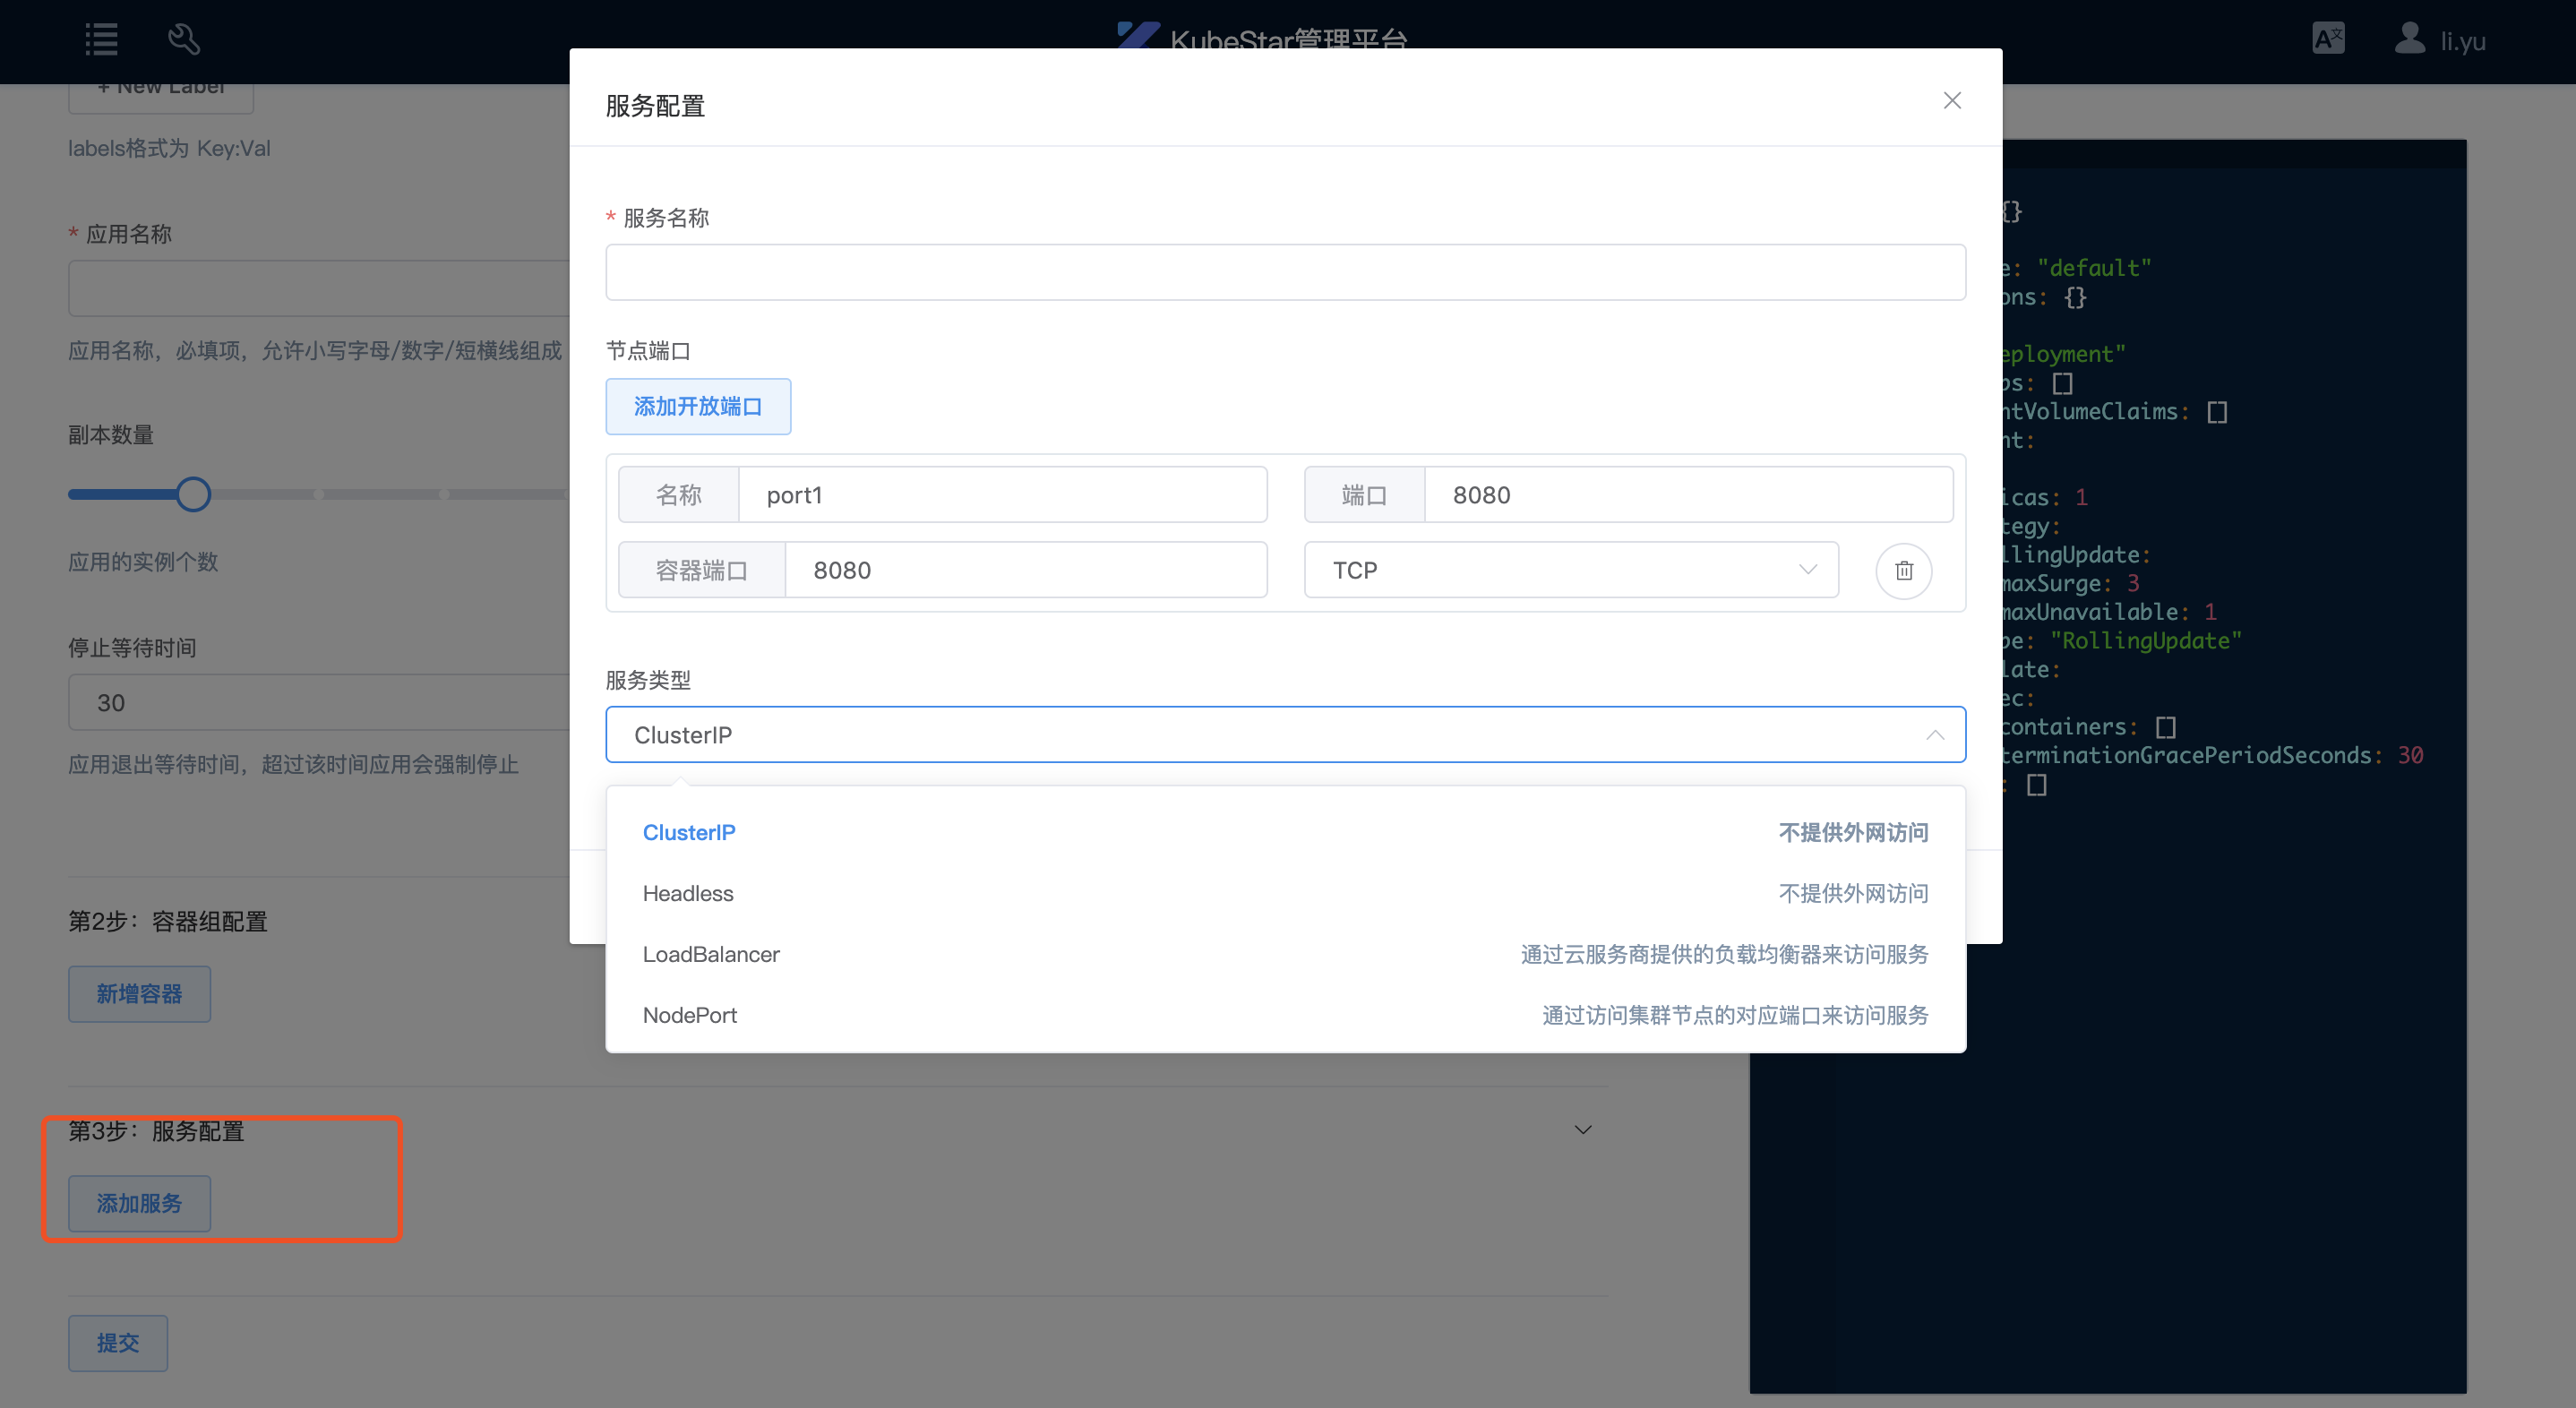 KubeStar管理平台
li.yu
+ New Label
labels格式为 Key:Val
* 应用名称
应用名称，必填项，允许小写字母/数字/短横线组成
副本数量
应用的实例个数
停止等待时间
30
应用退出等待时间，超过该时间应用会强制停止
第2步：容器组配置
新增容器
第3步：服务配置
添加服务
提交
服务配置
* 服务名称
节点端口
添加开放端口
名称 port1 端口 8080
容器端口 8080 TCP
服务类型
ClusterIP
ClusterIP 不提供外网访问
Headless 不提供外网访问
LoadBalancer 通过云服务商提供的负载均衡器来访问服务
NodePort 通过访问集群节点的对应端口来访问服务
{}
e: "default"
ons: {}
eployment"
ps: []
ntVolumeClaims: []
nt:
icas: 1
tegy:
llingUpdate:
maxSurge: 3
maxUnavailable: 1
pe: "RollingUpdate"
late:
ec:
containers: []
terminationGracePeriodSeconds: 30
: []